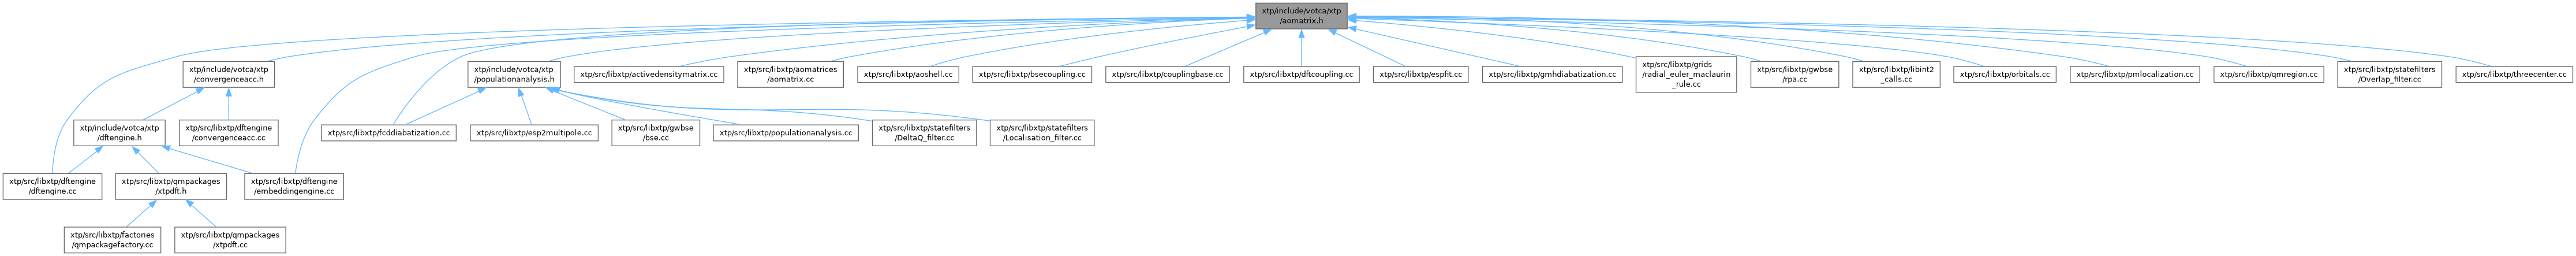 xtp/include/votca/xtp
/aomatrix.h
xtp/include/votca/xtp
/convergenceacc.h
xtp/include/votca/xtp
/populationanalysis.h
xtp/src/libxtp/activedensitymatrix.cc
xtp/src/libxtp/aomatrices
/aomatrix.cc
xtp/src/libxtp/aoshell.cc
xtp/src/libxtp/bsecoupling.cc
xtp/src/libxtp/couplingbase.cc
xtp/src/libxtp/dftcoupling.cc
xtp/src/libxtp/espfit.cc
xtp/src/libxtp/gmhdiabatization.cc
xtp/src/libxtp/grids
/radial_euler_maclaurin
_rule.cc
xtp/src/libxtp/gwbse
/rpa.cc
xtp/src/libxtp/libint2
_calls.cc
xtp/src/libxtp/orbitals.cc
xtp/src/libxtp/pmlocalization.cc
xtp/src/libxtp/qmregion.cc
xtp/src/libxtp/statefilters
/Overlap_filter.cc
xtp/src/libxtp/threecenter.cc
xtp/include/votca/xtp
/dftengine.h
xtp/src/libxtp/dftengine
/convergenceacc.cc
xtp/src/libxtp/fcddiabatization.cc
xtp/src/libxtp/esp2multipole.cc
xtp/src/libxtp/gwbse
/bse.cc
xtp/src/libxtp/populationanalysis.cc
xtp/src/libxtp/statefilters
/DeltaQ_filter.cc
xtp/src/libxtp/statefilters
/Localisation_filter.cc
xtp/src/libxtp/dftengine
/dftengine.cc
xtp/src/libxtp/qmpackages
/xtpdft.h
xtp/src/libxtp/dftengine
/embeddingengine.cc
xtp/src/libxtp/factories
/qmpackagefactory.cc
xtp/src/libxtp/qmpackages
/xtpdft.cc